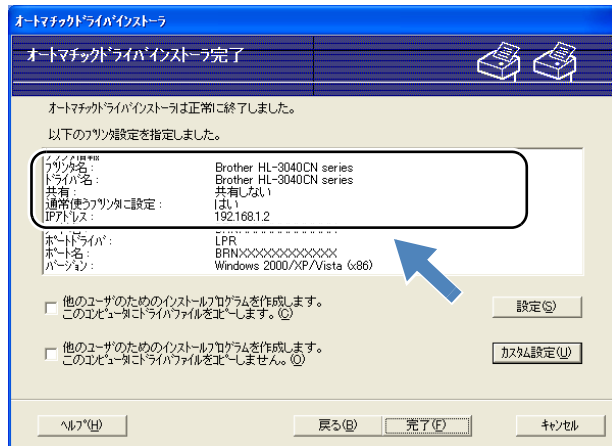 オートマチックドライバインストーラ
オートマチックドライバインストーラ完了
オートマチックドライバインストーラは正常に終了しました。
以下のプリンタ設定を指定しました。
プリンタ名： Brother HL-3040CN series
ドライバ名： Brother HL-3040CN series
共有： 共有しない
通常使うプリンタに設定： はい
IPアドレス： 192.168.1.2
ポートドライバ： LPR
ポート名： BRNXXXXXXXXXXXX
バージョン： Windows 2000/XP/Vista (x86)
他のユーザのためのインストールプログラムを作成します。
このコンピュータにドライバファイルをコピーします。(C)
設定(S)
他のユーザのためのインストールプログラムを作成します。
このコンピュータにドライバファイルをコピーしません。(O)
カスタム設定(U)
ヘルプ(H)
戻る(B)
完了(F)
キャンセル